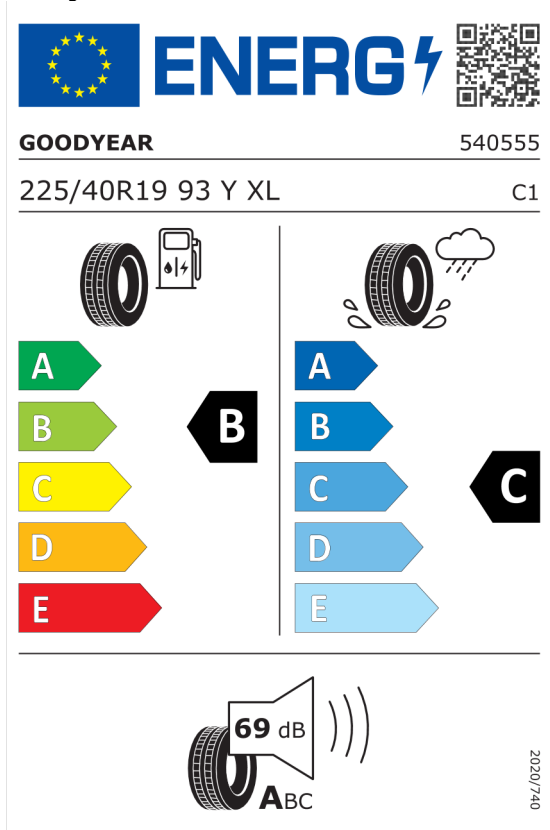 ENERG
GOODYEAR 540555
225/40R19 93 Y XL C1
A A
B B B
C C C
D D
E E
69 dB
ABC
2020/740